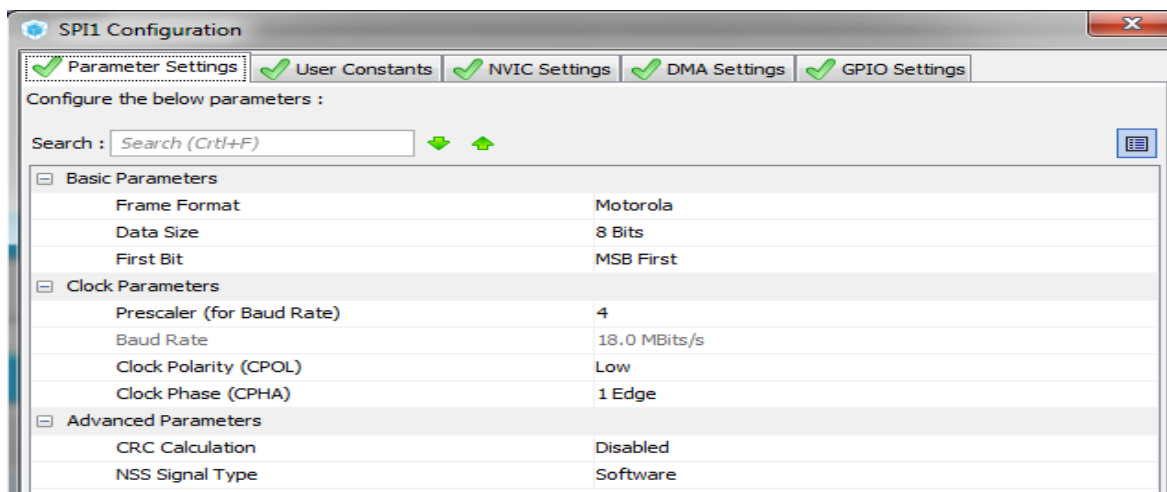 SPI1 Configuration
Parameter Settings User Constants NVIC Settings DMA Settings GPIO Settings
Configure the below parameters :
Search : Search (Crtl+F)
Basic Parameters
Frame Format Motorola
Data Size 8 Bits
First Bit MSB First
Clock Parameters
Prescaler (for Baud Rate) 4
Baud Rate 18.0 MBits/s
Clock Polarity (CPOL) Low
Clock Phase (CPHA) 1 Edge
Advanced Parameters
CRC Calculation Disabled
NSS Signal Type Software